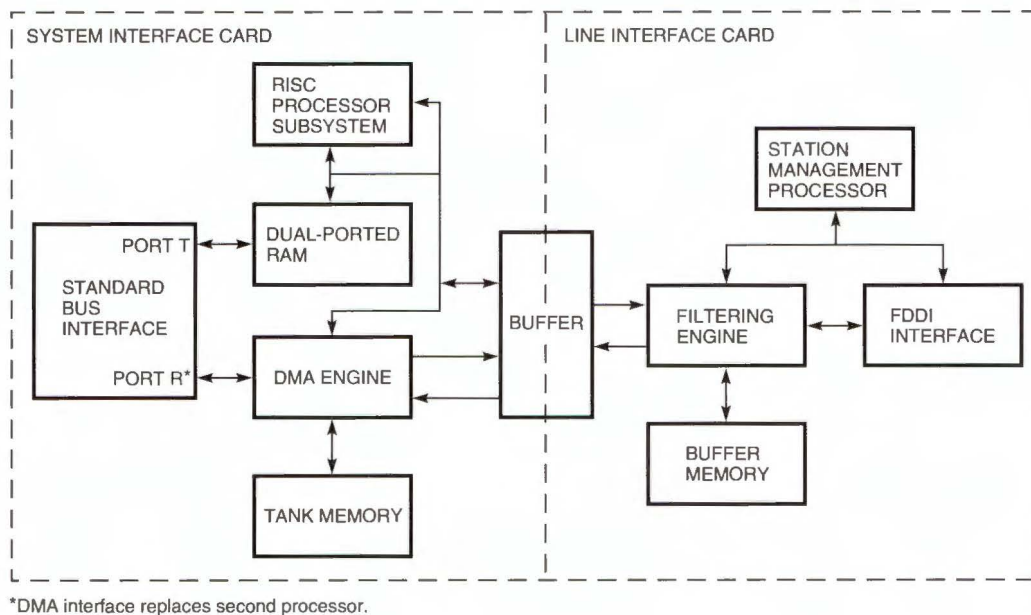 SYSTEM INTERFACE CARD
LINE INTERFACE CARD
RISC
PROCESSOR
SUBSYSTEM
STATION
MANAGEMENT
PROCESSOR
PORT T
DUAL-PORTED
RAM
STANDARD
BUS
INTERFACE
BUFFER
FILTERING
ENGINE
FDDI
INTERFACE
PORT R*
DMA ENGINE
BUFFER
MEMORY
TANK MEMORY
*DMA interface replaces second processor.